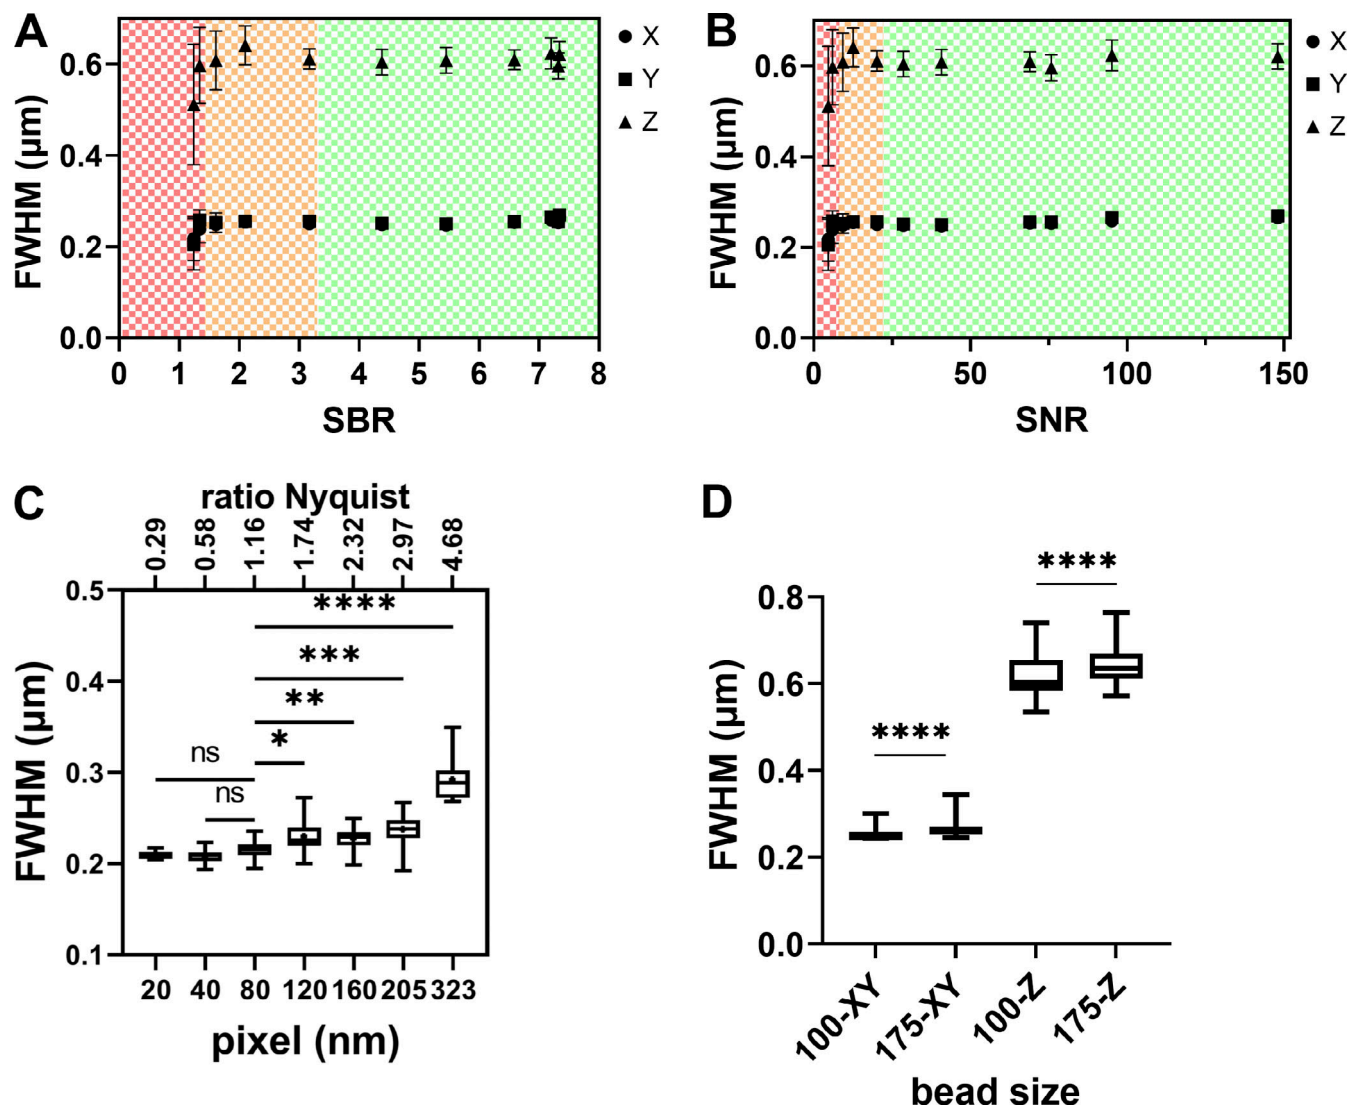 A
FWHM (µm)
0.6
0.4
0.2
0.0
0 1 2 3 4 5 6 7 8
SBR
X
Y
Z
B
FWHM (µm)
0.6
0.4
0.2
0.0
0 50 100 150
SNR
X
Y
Z
C
ratio Nyquist
0.29 0.58 1.16 1.74 2.32 2.97 4.68
FWHM (µm)
0.5
0.4
0.3
0.2
0.1
****
***
**
*
ns
ns
20 40 80 120 160 205 323
pixel (nm)
D
FWHM (µm)
0.8
0.6
0.4
0.2
0.0
****
****
100-XY 175-XY 100-Z 175-Z
bead size